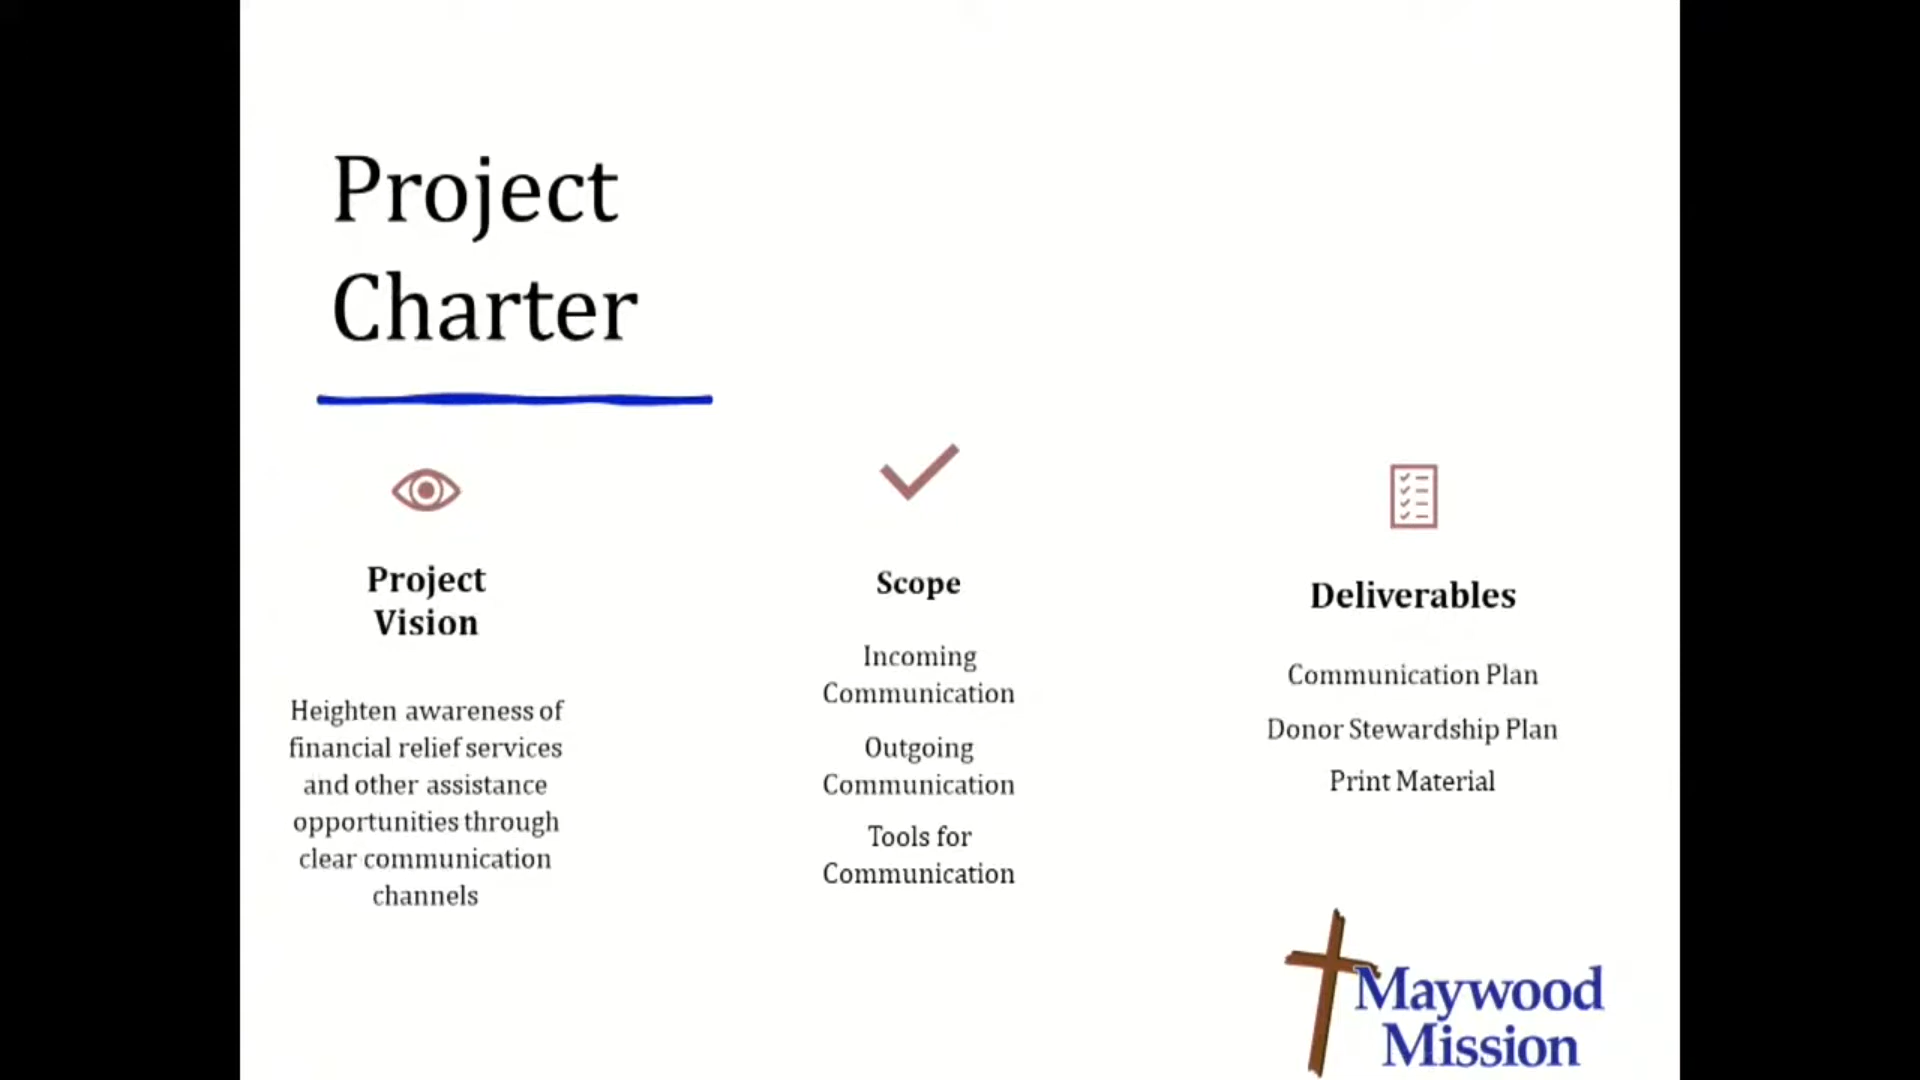 Project
Charter
Project
Vision
Heighten awareness of
financial relief services
and other assistance
opportunities through
clear communication
channels
Scope
Incoming
Communication
Outgoing
Communication
Tools for
Communication
Deliverables
Communication Plan
Donor Stewardship Plan
Print Material
Maywood
Mission